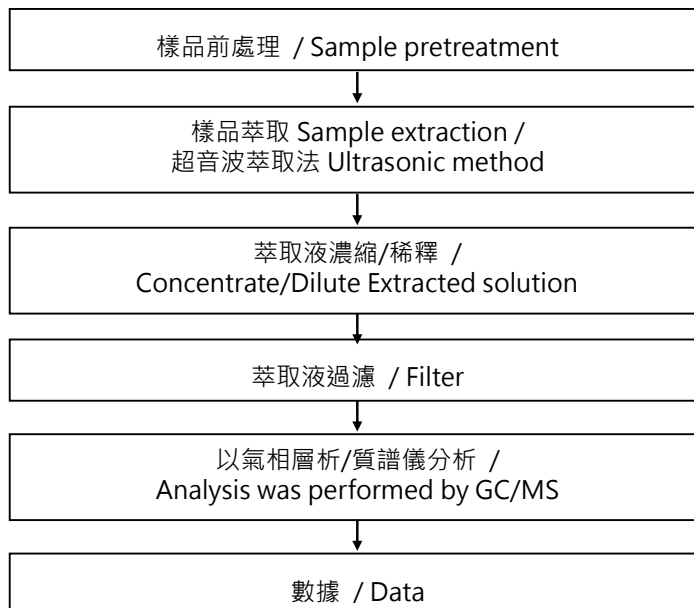 樣品前處理 / Sample pretreatment
樣品萃取 Sample extraction /
超音波萃取法 Ultrasonic method
萃取液濃縮/稀釋 /
Concentrate/Dilute Extracted solution
萃取液過濾 / Filter
以氣相層析/質譜儀分析 /
Analysis was performed by GC/MS
數據 / Data